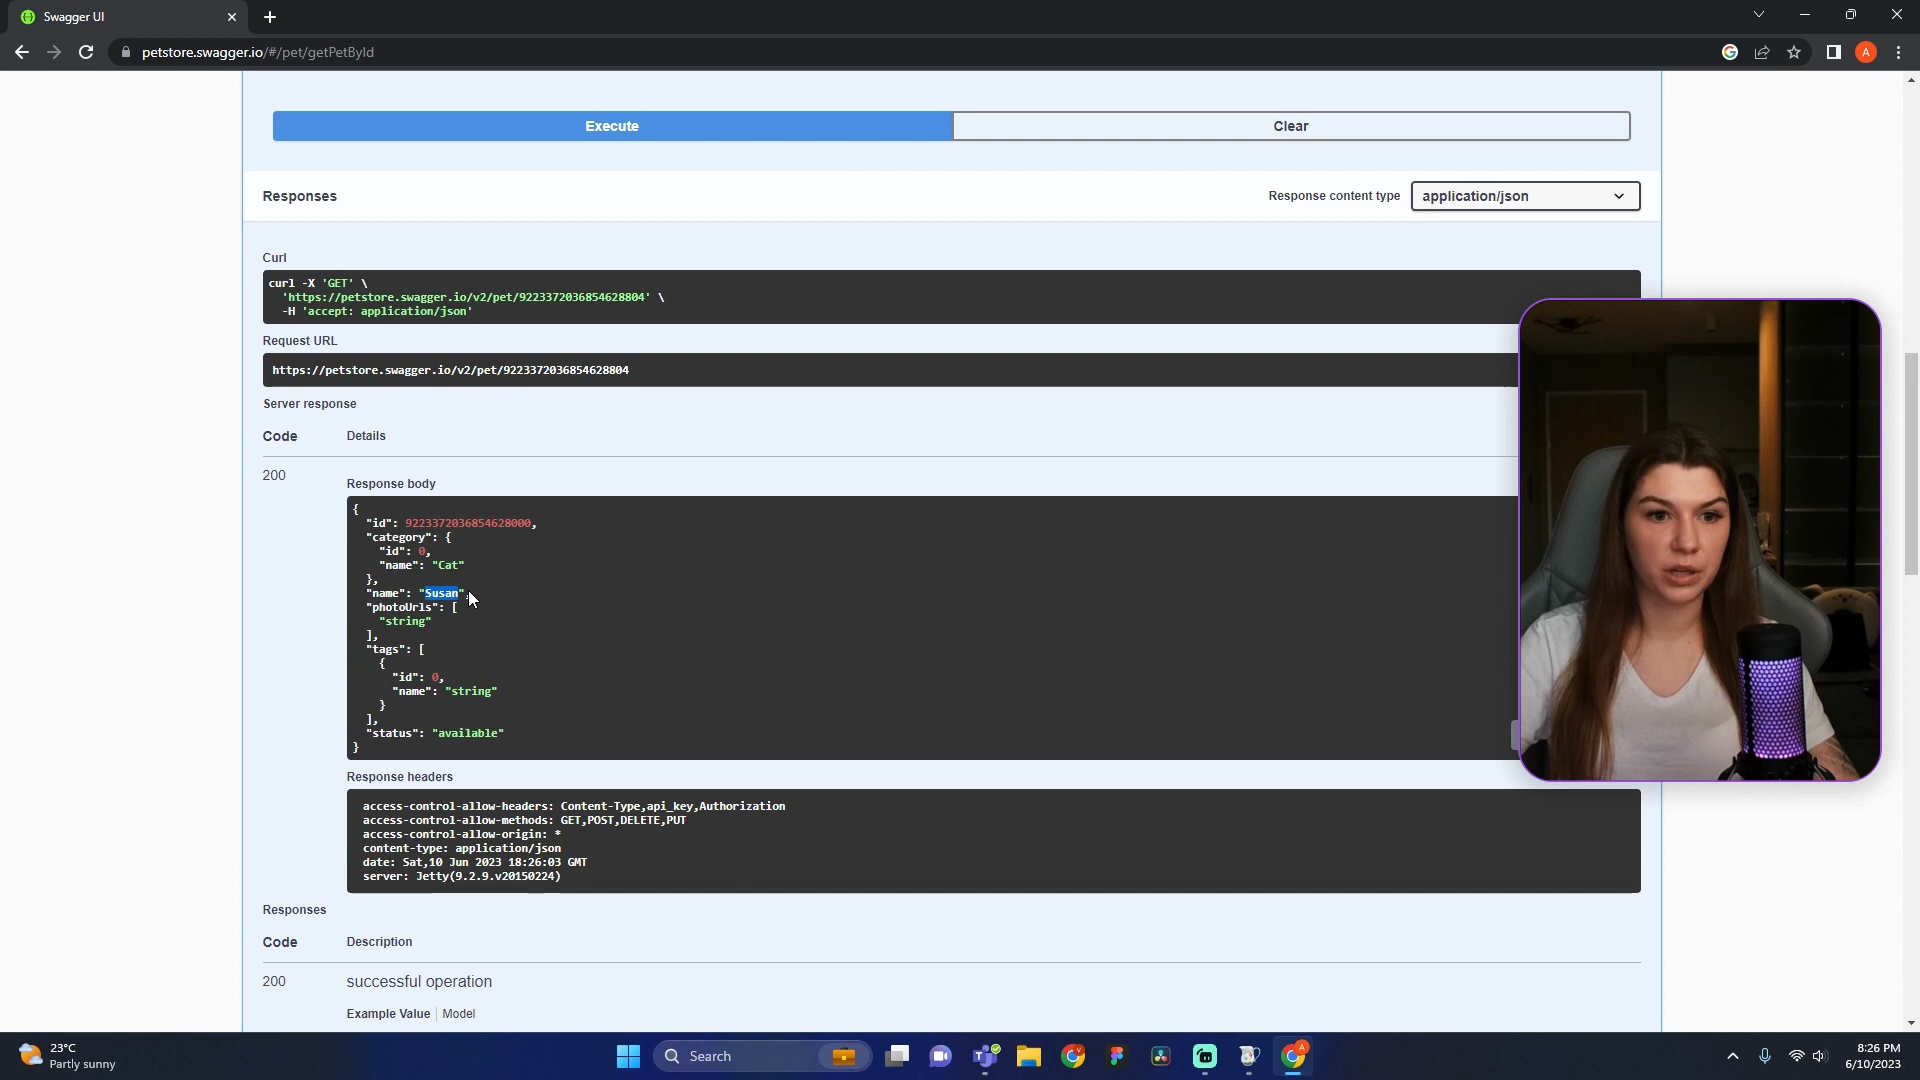 Swagger UI
petstore.swagger.io/#/pet/getPetById
A
Execute
Clear
Responses
Response content type
application/json
Curl
curl -X 'GET' \
'https://petstore.swagger.io/v2/pet/9223372036854628804' \
-H 'accept: application/json'
Request URL
https://petstore.swagger.io/v2/pet/9223372036854628804
Server response
Code Details
200
Response body
{
"id": 9223372036854628000,
"category": {
"id": 0,
"name": "Cat"
},
"name": "Susan",
"photoUrls": [
"string"
],
"tags": [
{
"id": 0,
"name": "string"
}
],
"status": "available"
}
Response headers
access-control-allow-headers: Content-Type,api_key,Authorization
access-control-allow-methods: GET,POST,DELETE,PUT
access-control-allow-origin: *
content-type: application/json
date: Sat,10 Jun 2023 18:26:03 GMT
server: Jetty(9.2.9.v20150224)
Responses
Code Description
200 successful operation
Example Value Model
23°C
Partly sunny
Search
8:26 PM
6/10/2023